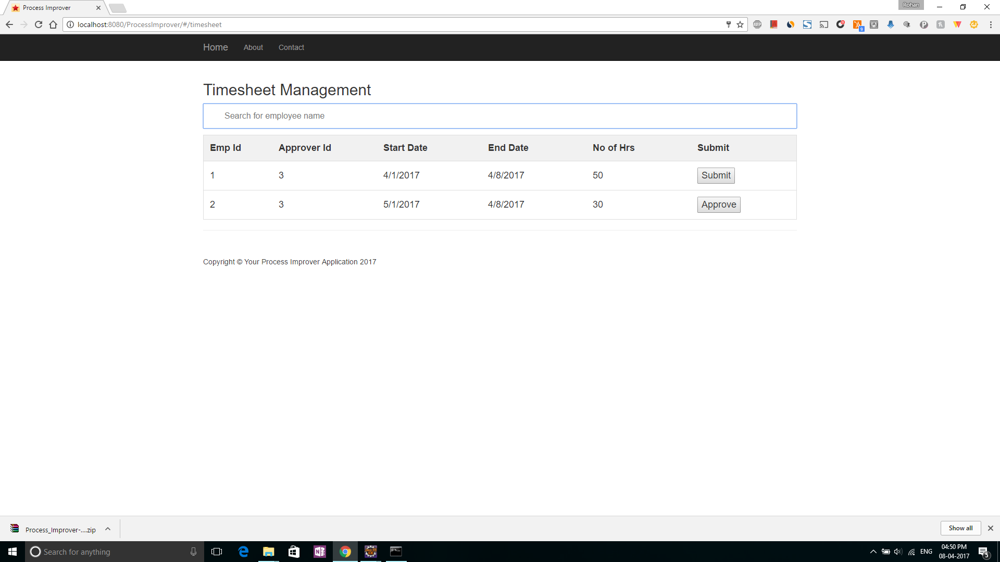 Process Improver
Rohan
localhost:8080/ProcessImprover/#/timesheet
ABP
9
Home About Contact
Timesheet Management
Search for employee name
Emp Id Approver Id Start Date End Date No of Hrs Submit
1 3 4/1/2017 4/8/2017 50 Submit
2 3 5/1/2017 4/8/2017 30 Approve
Copyright © Your Process Improver Application 2017
Process_Improver-....zip
Show all
Search for anything
ENG
04:50 PM
08-04-2017
5